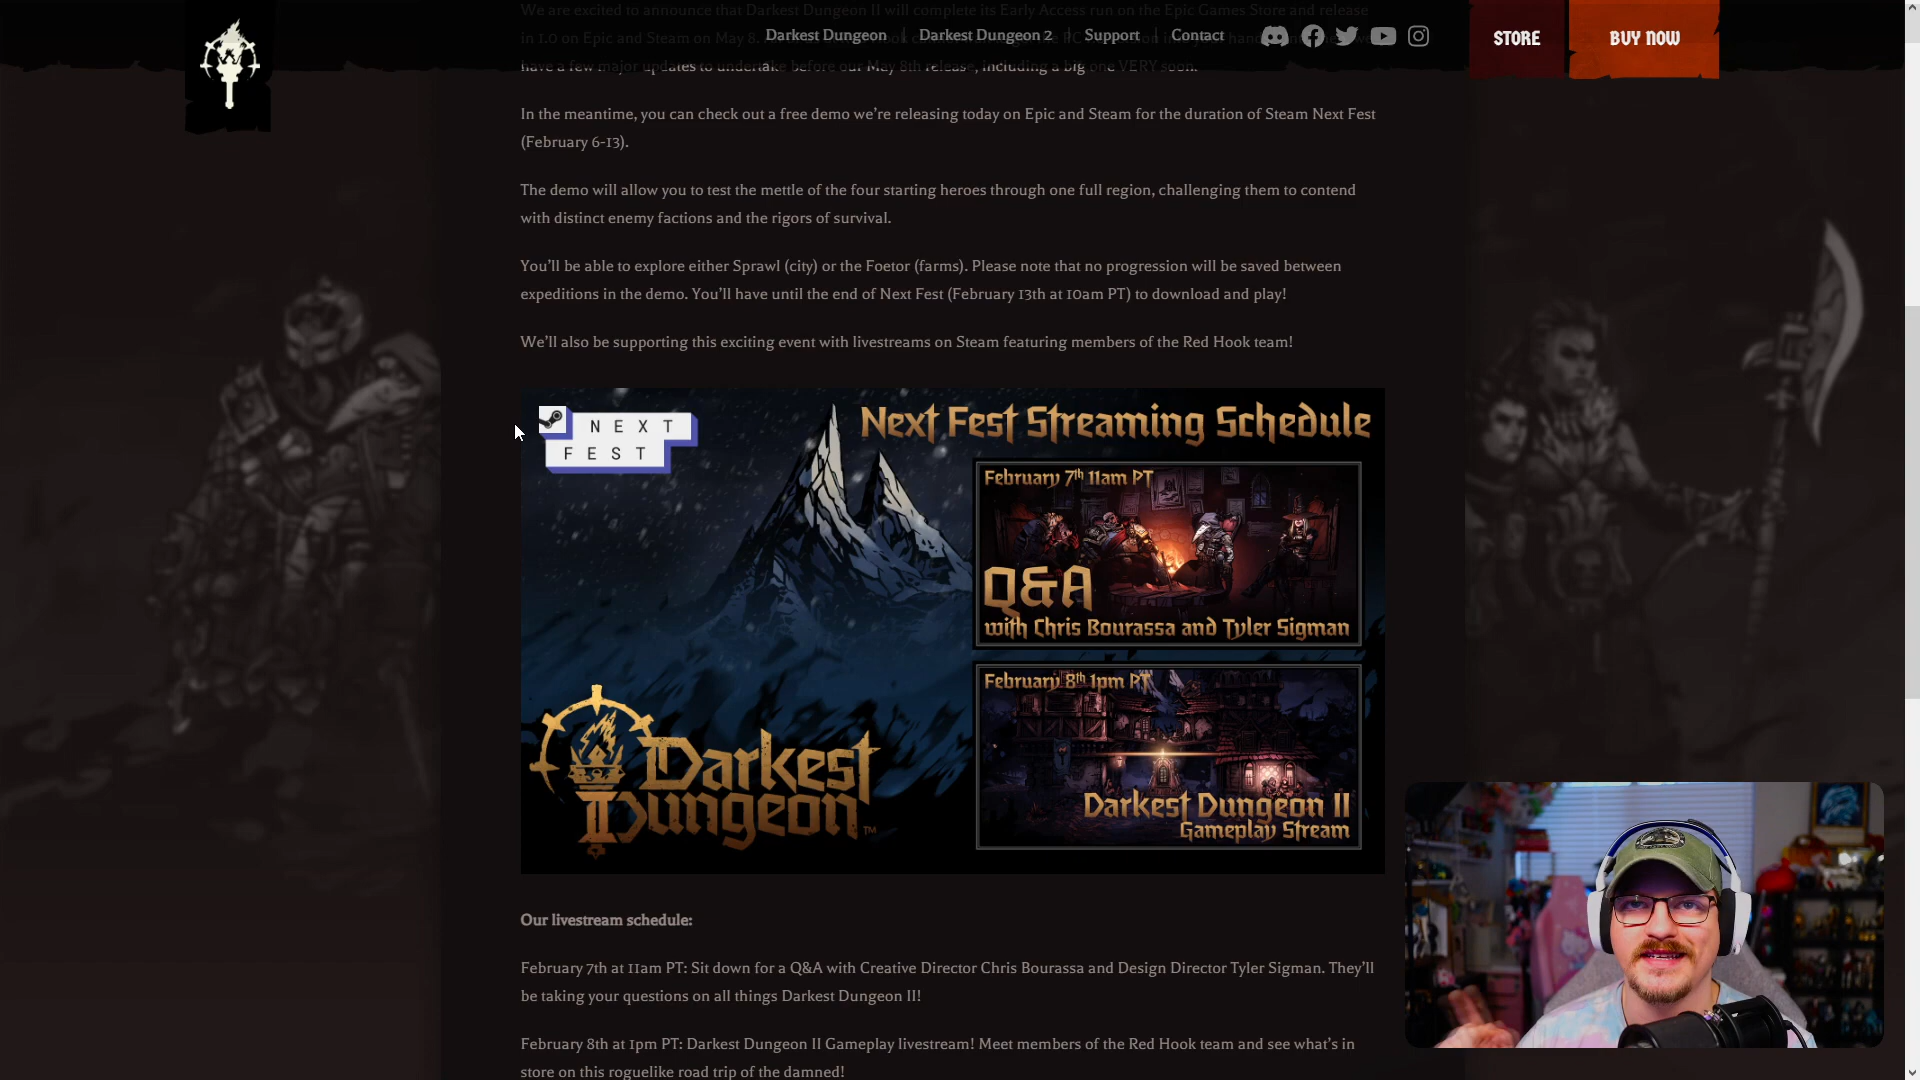 We are excited to announce that Darkest Dungeon II will complete its Early Access run on the Epic Games Store and release
in 1.0 on Epic and Steam on May 8.
Darkest Dungeon
Darkest Dungeon 2
Support
Contact
STORE
BUY NOW
have a few major updates to undertake before our May 8th release, including a big one VERY soon.
In the meantime, you can check out a free demo we're releasing today on Epic and Steam for the duration of Steam Next Fest
(February 6-13).
The demo will allow you to test the mettle of the four starting heroes through one full region, challenging them to contend
with distinct enemy factions and the rigors of survival.
You'll be able to explore either Sprawl (city) or the Foetor (farms). Please note that no progression will be saved between
expeditions in the demo. You'll have until the end of Next Fest (February 13th at 10am PT) to download and play!
We'll also be supporting this exciting event with livestreams on Steam featuring members of the Red Hook team!
NEXT
FEST
Next Fest Streaming Schedule
February 7th 11am PT
Q&A
with Chris Bourassa and Tyler Sigman
February 8th 1pm PT
Darkest Dungeon II
Gameplay Stream
Darkest
Dungeon™
Our livestream schedule:
February 7th at 11am PT: Sit down for a Q&A with Creative Director Chris Bourassa and Design Director Tyler Sigman. They'll
be taking your questions on all things Darkest Dungeon II!
February 8th at 1pm PT: Darkest Dungeon II Gameplay livestream! Meet members of the Red Hook team and see what's in
store on this roguelike road trip of the damned!